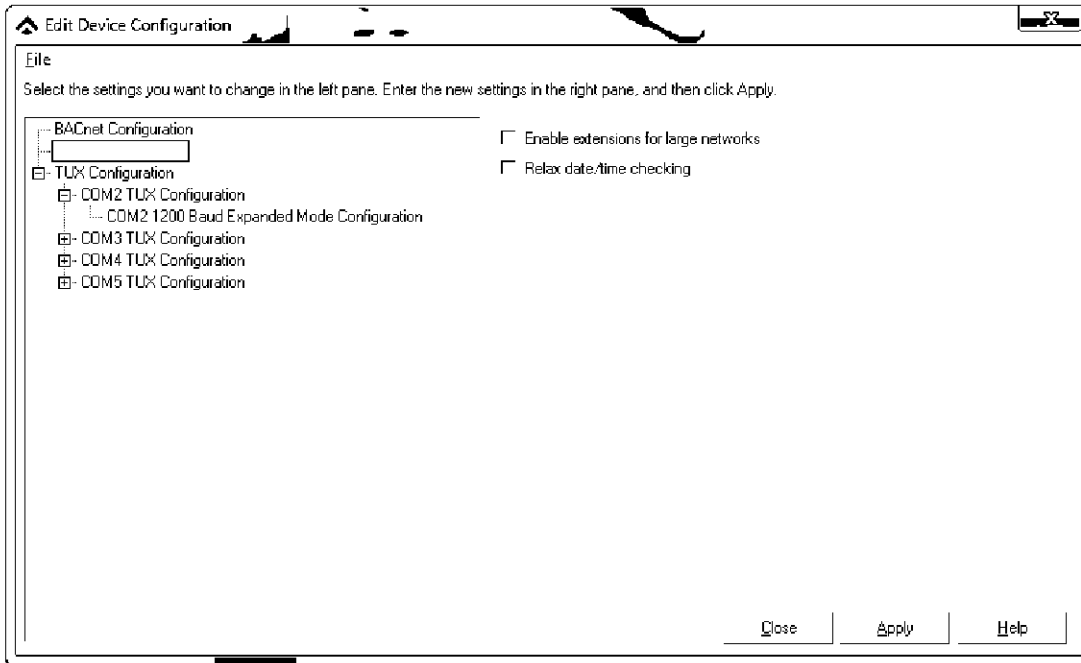 Edit Device Configuration
X
File
Select the settings you want to change in the left pane. Enter the new settings in the right pane, and then click Apply.
BACnet Configuration
TUX Configuration
COM2 TUX Configuration
COM2 1200 Baud Expanded Mode Configuration
COM3 TUX Configuration
COM4 TUX Configuration
COM5 TUX Configuration
Enable extensions for large networks
Relax date/time checking
Close Apply Help